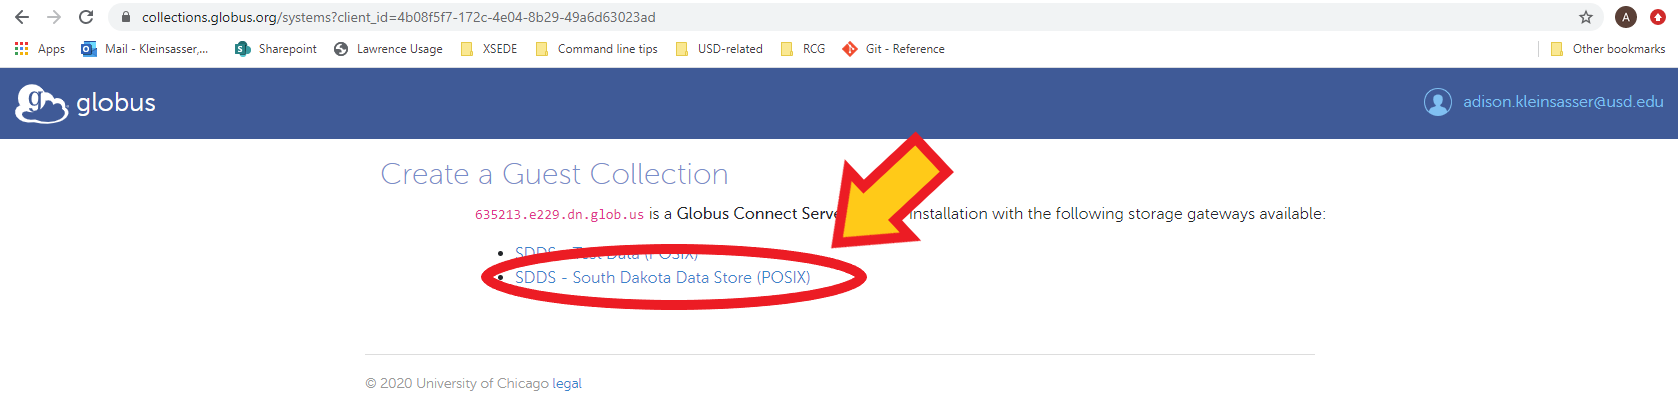 collections.globus.org/systems?client_id=4b08f5f7-172c-4e04-8b29-49a6d63023ad A
Apps Mail - Kleinsasser,... Sharepoint Lawrence Usage XSEDE Command line tips USD-related RCG Git - Reference Other bookmarks
g globus adison.kleinsasser@usd.edu
Create a Guest Collection
635213.e229.dn.glob.us is a Globus Connect Serve installation with the following storage gateways available:
SDDS - Test Data (POSIX)
SDDS - South Dakota Data Store (POSIX)
© 2020 University of Chicago legal